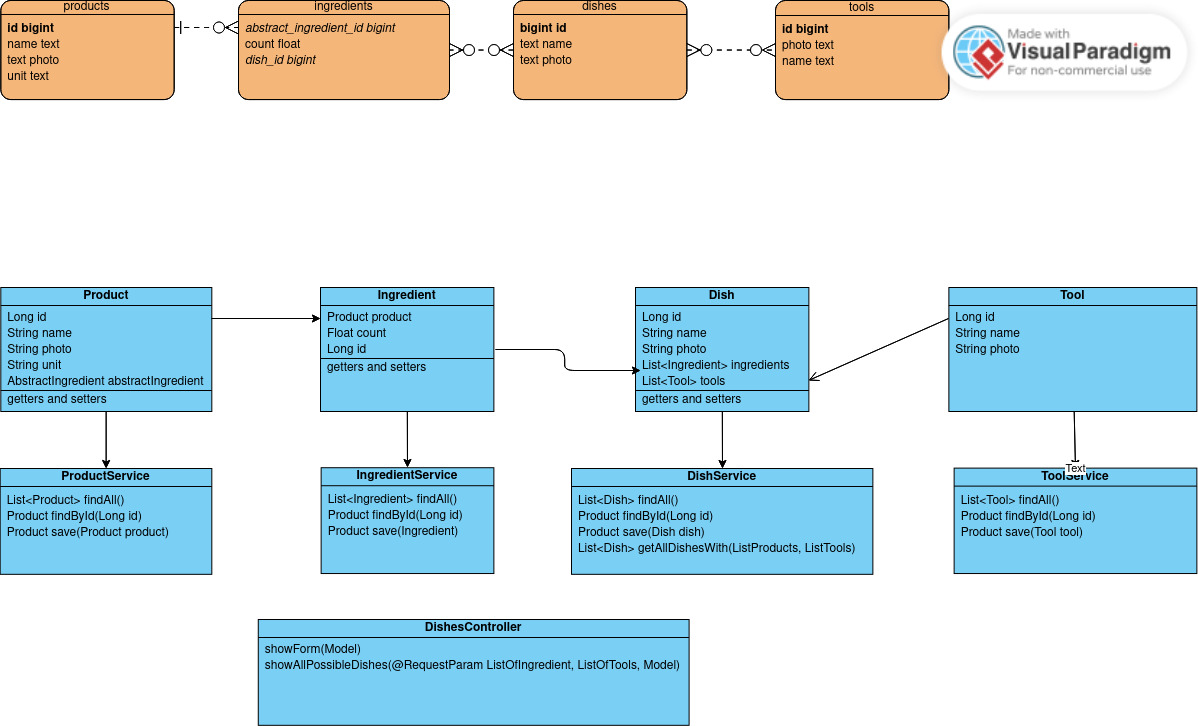 products
id bigint
name text
text photo
unit text
ingredients
abstract_ingredient_id bigint
count float
dish_id bigint
dishes
bigint id
text name
text photo
tools
id bigint
photo text
name text
Made with
Visual Paradigm
For non-commercial use
Product
Long id
String name
String photo
String unit
AbstractIngredient abstractIngredient
getters and setters
Ingredient
Product product
Float count
Long id
getters and setters
Dish
Long id
String name
String photo
List<Ingredient> ingredients
List<Tool> tools
getters and setters
Tool
Long id
String name
String photo
ProductService
List<Product> findAll()
Product findById(Long id)
Product save(Product product)
IngredientService
List<Ingredient> findAll()
Product findById(Long id)
Product save(Ingredient)
DishService
List<Dish> findAll()
Product findById(Long id)
Product save(Dish dish)
List<Dish> getAllDishesWith(ListProducts, ListTools)
Text
ToolService
List<Tool> findAll()
Product findById(Long id)
Product save(Tool tool)
DishesController
showForm(Model)
showAllPossibleDishes(@RequestParam ListOfIngredient, ListOfTools, Model)